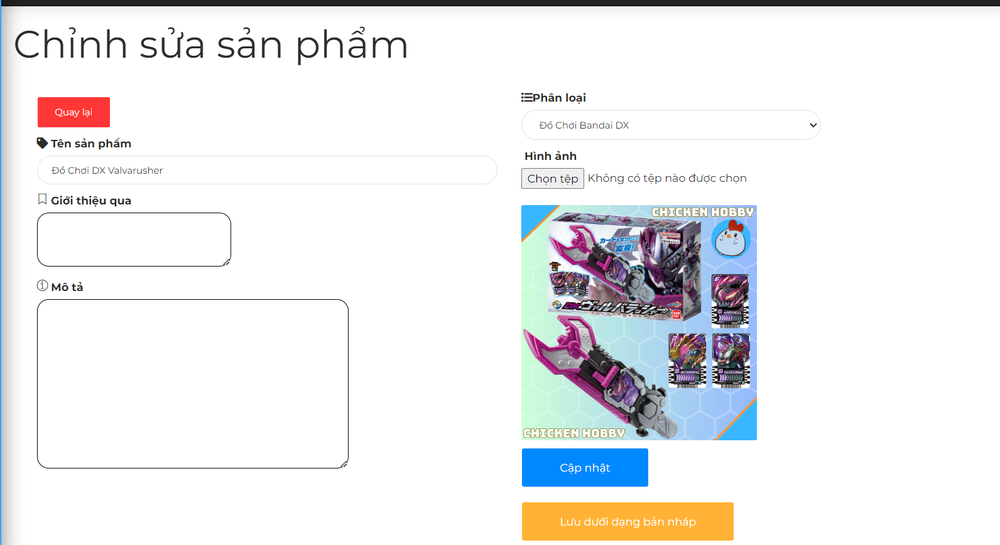 Chỉnh sửa sản phẩm
Quay lại
Tên sản phẩm
Đồ Chơi DX Valvarusher
Giới thiệu qua
Mô tả
Phân loại
Đồ Chơi Bandai DX
Hình ảnh
Chọn tệp Không có tệp nào được chọn
CHICKEN HOBBY
カードをセットして
変身!
DXヴァルバラッシャー
VALVARUSHER
BAN
DAI
CHICKEN HOBBY
Cập nhật
Lưu dưới dạng bản nháp